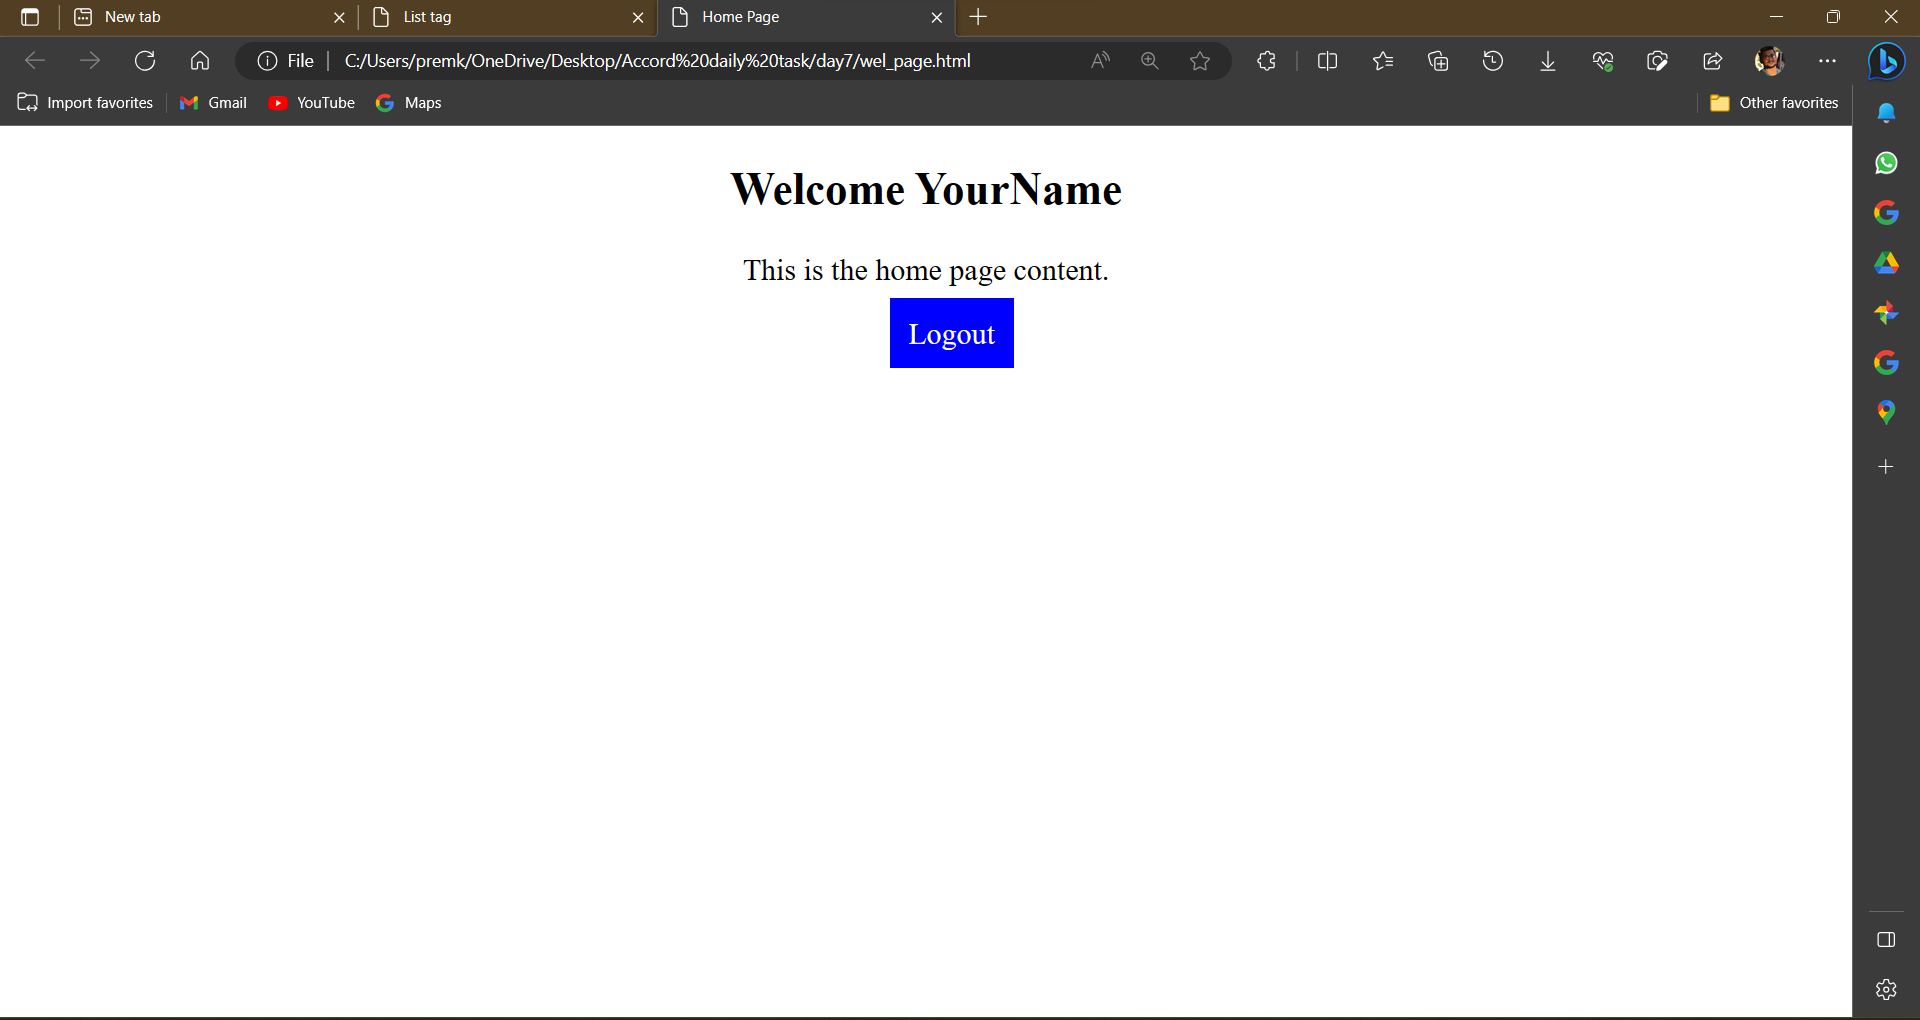 New tab
List tag
Home Page
File
C:/Users/premk/OneDrive/Desktop/Accord%20daily%20task/day7/wel_page.html
Import favorites
Gmail
YouTube
Maps
Other favorites
Welcome YourName
This is the home page content.
Logout